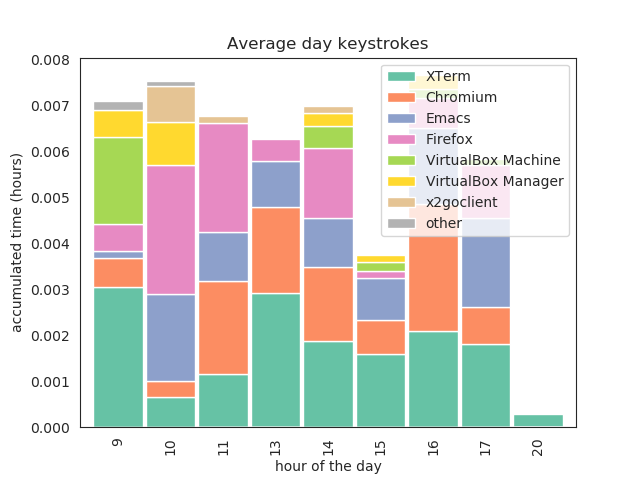 Average day keystrokes
0.008
0.007
0.006
0.005
0.004
0.003
0.002
0.001
0.000
accumulated time (hours)
XTerm
Chromium
Emacs
Firefox
VirtualBox Machine
VirtualBox Manager
x2goclient
other
9 10 11 13 14 15 16 17 20
hour of the day